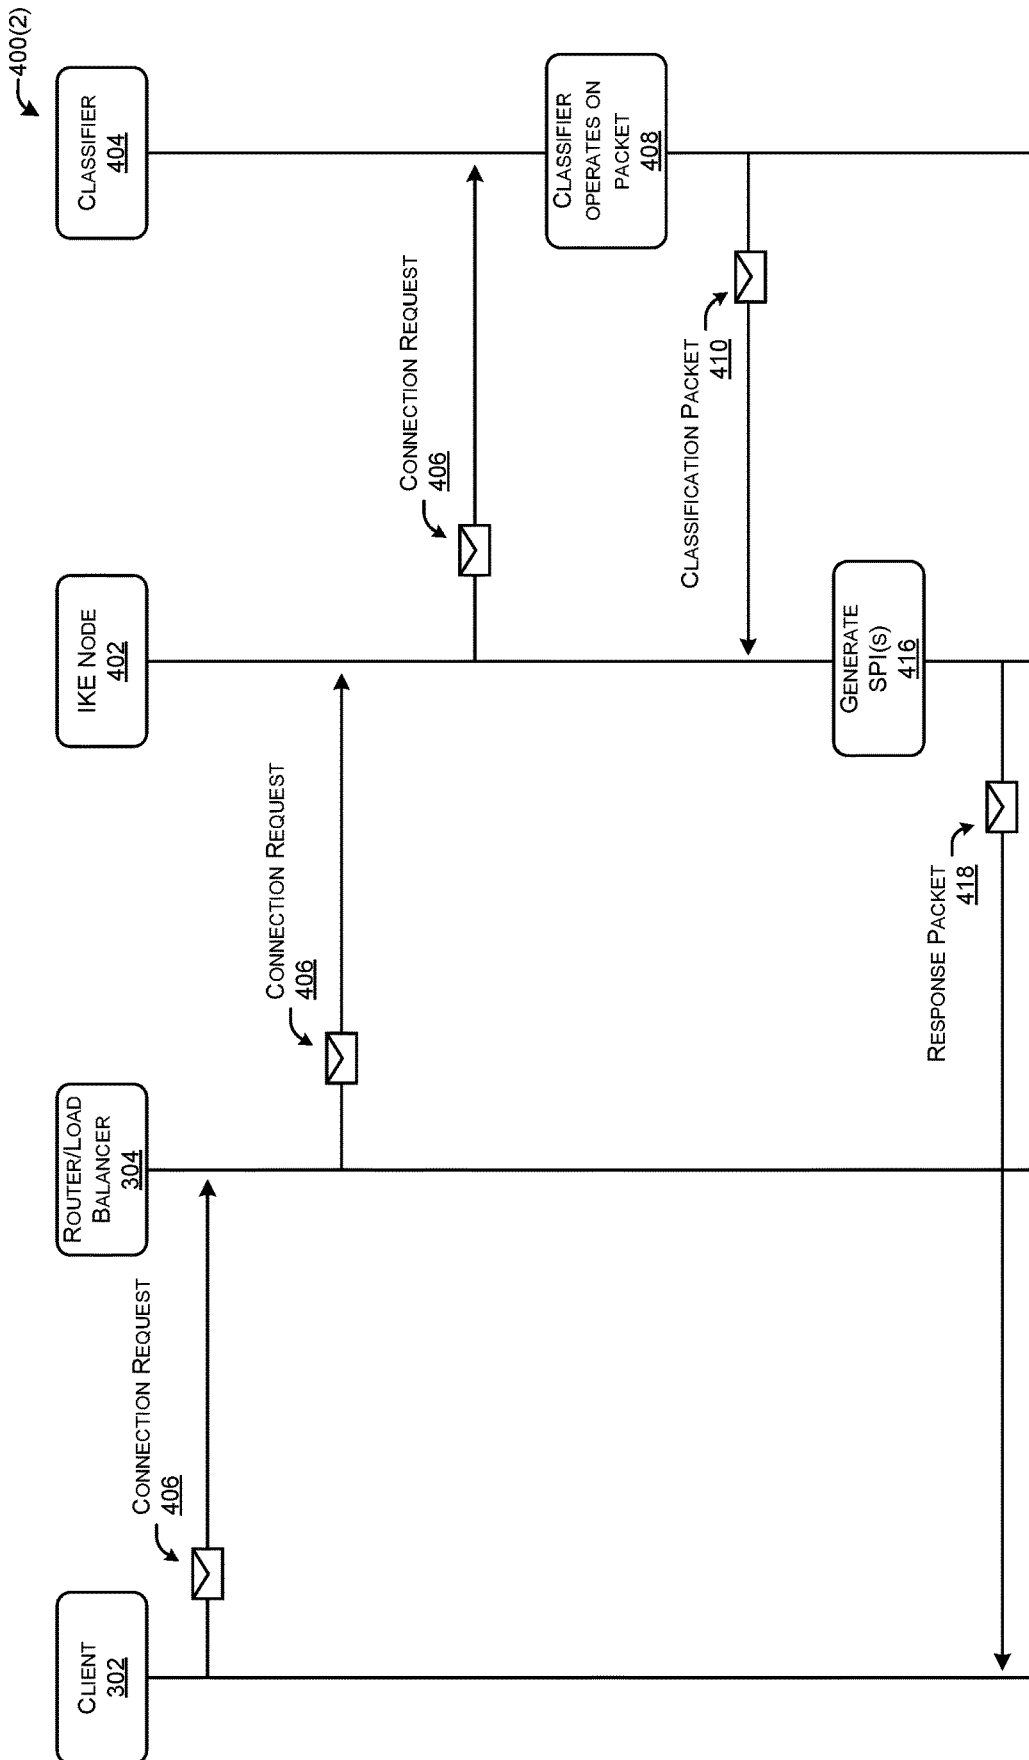 400(2)
CLIENT
302
ROUTER/LOAD
BALANCER
304
IKE NODE
402
CLASSIFIER
404
CONNECTION REQUEST
406
CONNECTION REQUEST
406
CONNECTION REQUEST
406
CLASSIFIER
OPERATES ON
PACKET
408
CLASSIFICATION PACKET
410
GENERATE
SPI(S)
416
RESPONSE PACKET
418